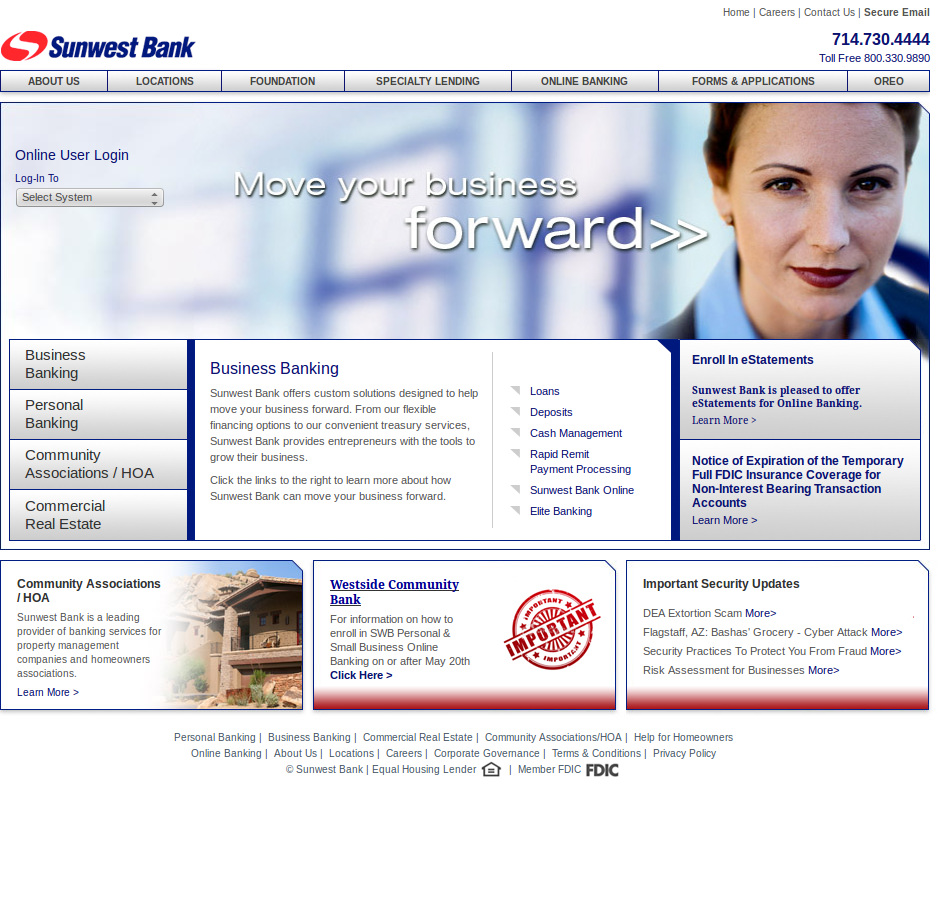 Home | Careers | Contact Us | Secure Email
Sunwest Bank
714.730.4444
Toll Free 800.330.9890
ABOUT US
LOCATIONS
FOUNDATION
SPECIALTY LENDING
ONLINE BANKING
FORMS & APPLICATIONS
OREO
Online User Login
Log-In To
Select System
Move your business
forward>>
Business
Banking
Personal
Banking
Community
Associations / HOA
Commercial
Real Estate
Business Banking
Sunwest Bank offers custom solutions designed to help
move your business forward. From our flexible
financing options to our convenient treasury services,
Sunwest Bank provides entrepreneurs with the tools to
grow their business.
Click the links to the right to learn more about how
Sunwest Bank can move your business forward.
Loans
Deposits
Cash Management
Rapid Remit
Payment Processing
Sunwest Bank Online
Elite Banking
Enroll In eStatements
Sunwest Bank is pleased to offer
eStatements for Online Banking.
Learn More >
Notice of Expiration of the Temporary
Full FDIC Insurance Coverage for
Non-Interest Bearing Transaction
Accounts
Learn More >
Community Associations
/ HOA
Sunwest Bank is a leading
provider of banking services for
property management
companies and homeowners
associations.
Learn More >
Westside Community
Bank
For information on how to
enroll in SWB Personal &
Small Business Online
Banking on or after May 20th
Click Here >
IMPORTANT
IMPORTANT
IMPORTANT
Important Security Updates
DEA Extortion Scam More>
Flagstaff, AZ: Bashas' Grocery - Cyber Attack More>
Security Practices To Protect You From Fraud More>
Risk Assessment for Businesses More>
Personal Banking | Business Banking | Commercial Real Estate | Community Associations/HOA | Help for Homeowners
Online Banking | About Us | Locations | Careers | Corporate Governance | Terms & Conditions | Privacy Policy
© Sunwest Bank | Equal Housing Lender | Member FDIC FDIC